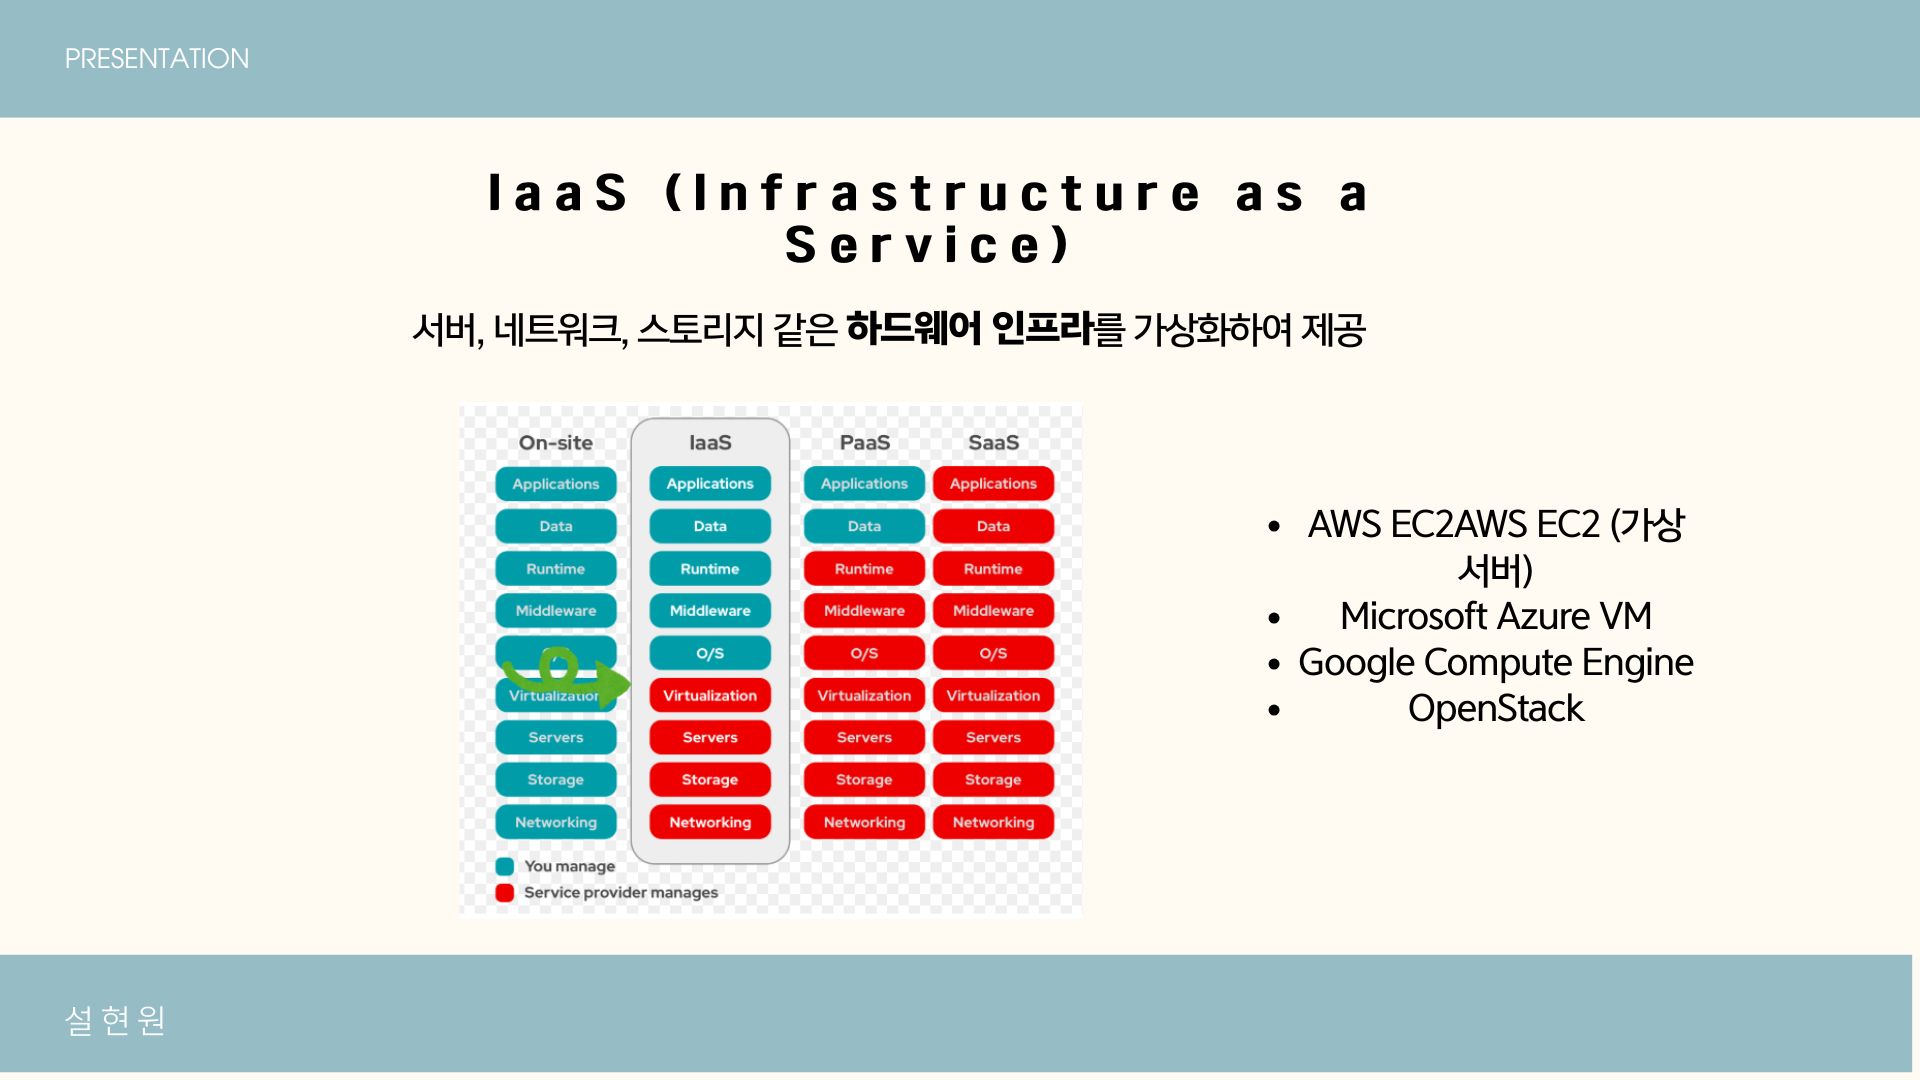 PRESENTATION
IaaS (Infrastructure as a
Service)
서버, 네트워크, 스토리지 같은 하드웨어 인프라를 가상화하여 제공
On-site IaaS PaaS SaaS
Applications Applications Applications Applications
Data Data Data Data
Runtime Runtime Runtime Runtime
Middleware Middleware Middleware Middleware
O/S O/S O/S
Virtualization Virtualization Virtualization Virtualization
Servers Servers Servers Servers
Storage Storage Storage Storage
Networking Networking Networking Networking
You manage
Service provider manages
• AWS EC2AWS EC2 (가상
서버)
• Microsoft Azure VM
• Google Compute Engine
• OpenStack
설현원